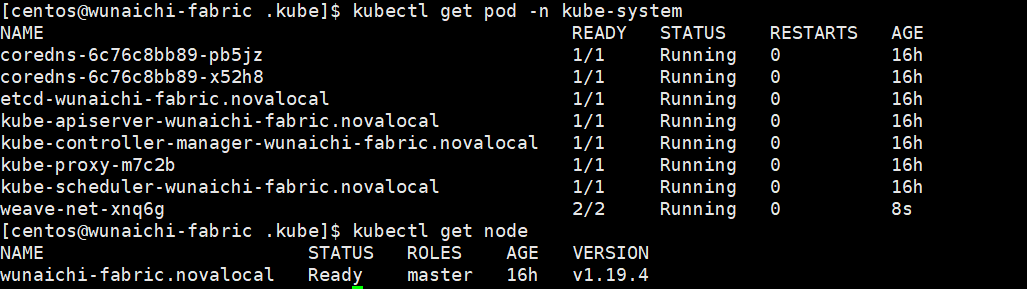 [centos@wunaichi-fabric .kube]$ kubectl get pod -n kube-system
NAME READY STATUS RESTARTS AGE
coredns-6c76c8bb89-pb5jz 1/1 Running 0 16h
coredns-6c76c8bb89-x52h8 1/1 Running 0 16h
etcd-wunaichi-fabric.novalocal 1/1 Running 0 16h
kube-apiserver-wunaichi-fabric.novalocal 1/1 Running 0 16h
kube-controller-manager-wunaichi-fabric.novalocal 1/1 Running 0 16h
kube-proxy-m7c2b 1/1 Running 0 16h
kube-scheduler-wunaichi-fabric.novalocal 1/1 Running 0 16h
weave-net-xnq6g 2/2 Running 0 8s
[centos@wunaichi-fabric .kube]$ kubectl get node
NAME STATUS ROLES AGE VERSION
wunaichi-fabric.novalocal Ready master 16h v1.19.4